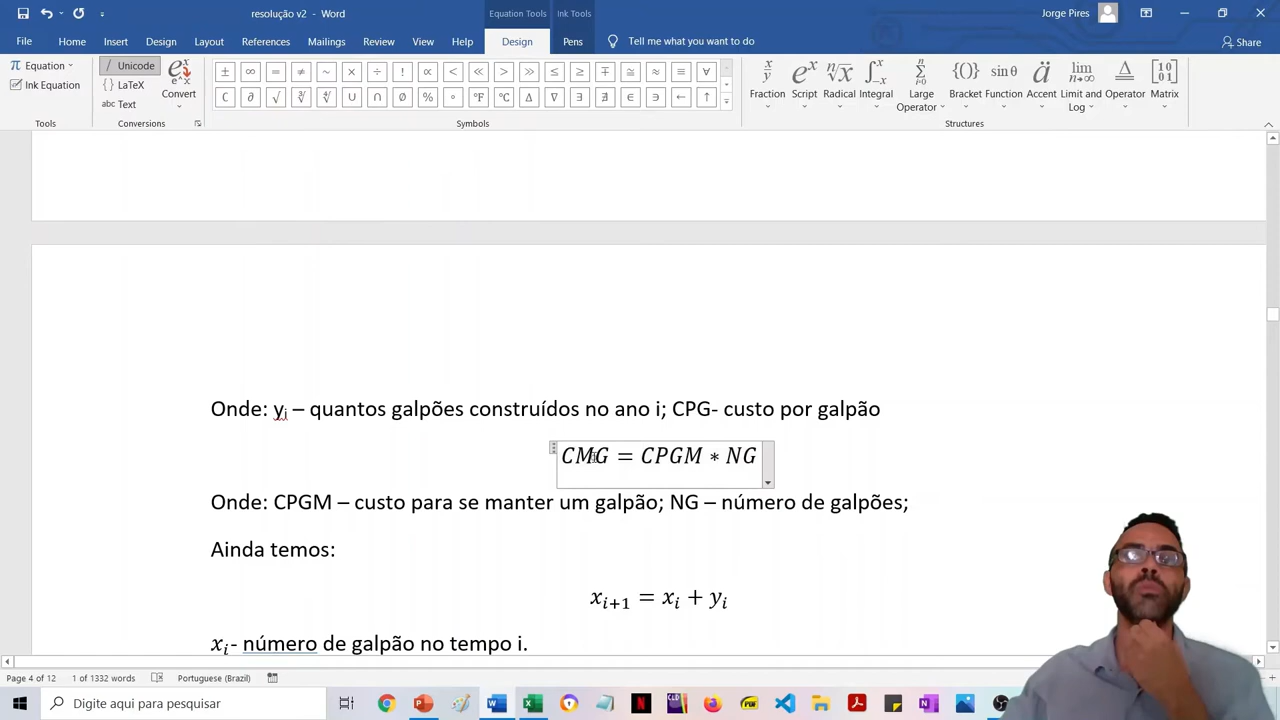 resolução v2 - Word
Equation Tools
Ink Tools
Jorge Pires
File
Home
Insert
Design
Layout
References
Mailings
Review
View
Help
Design
Pens
Tell me what you want to do
Share
Equation
Ink Equation
Tools
Unicode
LaTeX
abc Text
Convert
Conversions
± ∞ = ≠ ~ × ÷ ! ∝ < ≪ > ≫ ≤ ≥ ∓ ≅ ≈ ≡ ∀
∁ ∂ √ ∛ ∜ ∪ ∩ ∅ % ° °F °C ∆ ∇ ∃ ∄ ∈ ∋ ← ↑
Symbols
Fraction
Script
Radical
Integral
Large Operator
Bracket
Function
Accent
Limit and Log
Operator
Matrix
Structures
Onde: yi – quantos galpões construídos no ano i; CPG- custo por galpão
CMG = CPGM ∗ NG
Onde: CPGM – custo para se manter um galpão; NG – número de galpões;
Ainda temos:
xi+1 = xi + yi
xi- número de galpão no tempo i.
Page 4 of 12
1 of 1332 words
Portuguese (Brazil)
Digite aqui para pesquisar